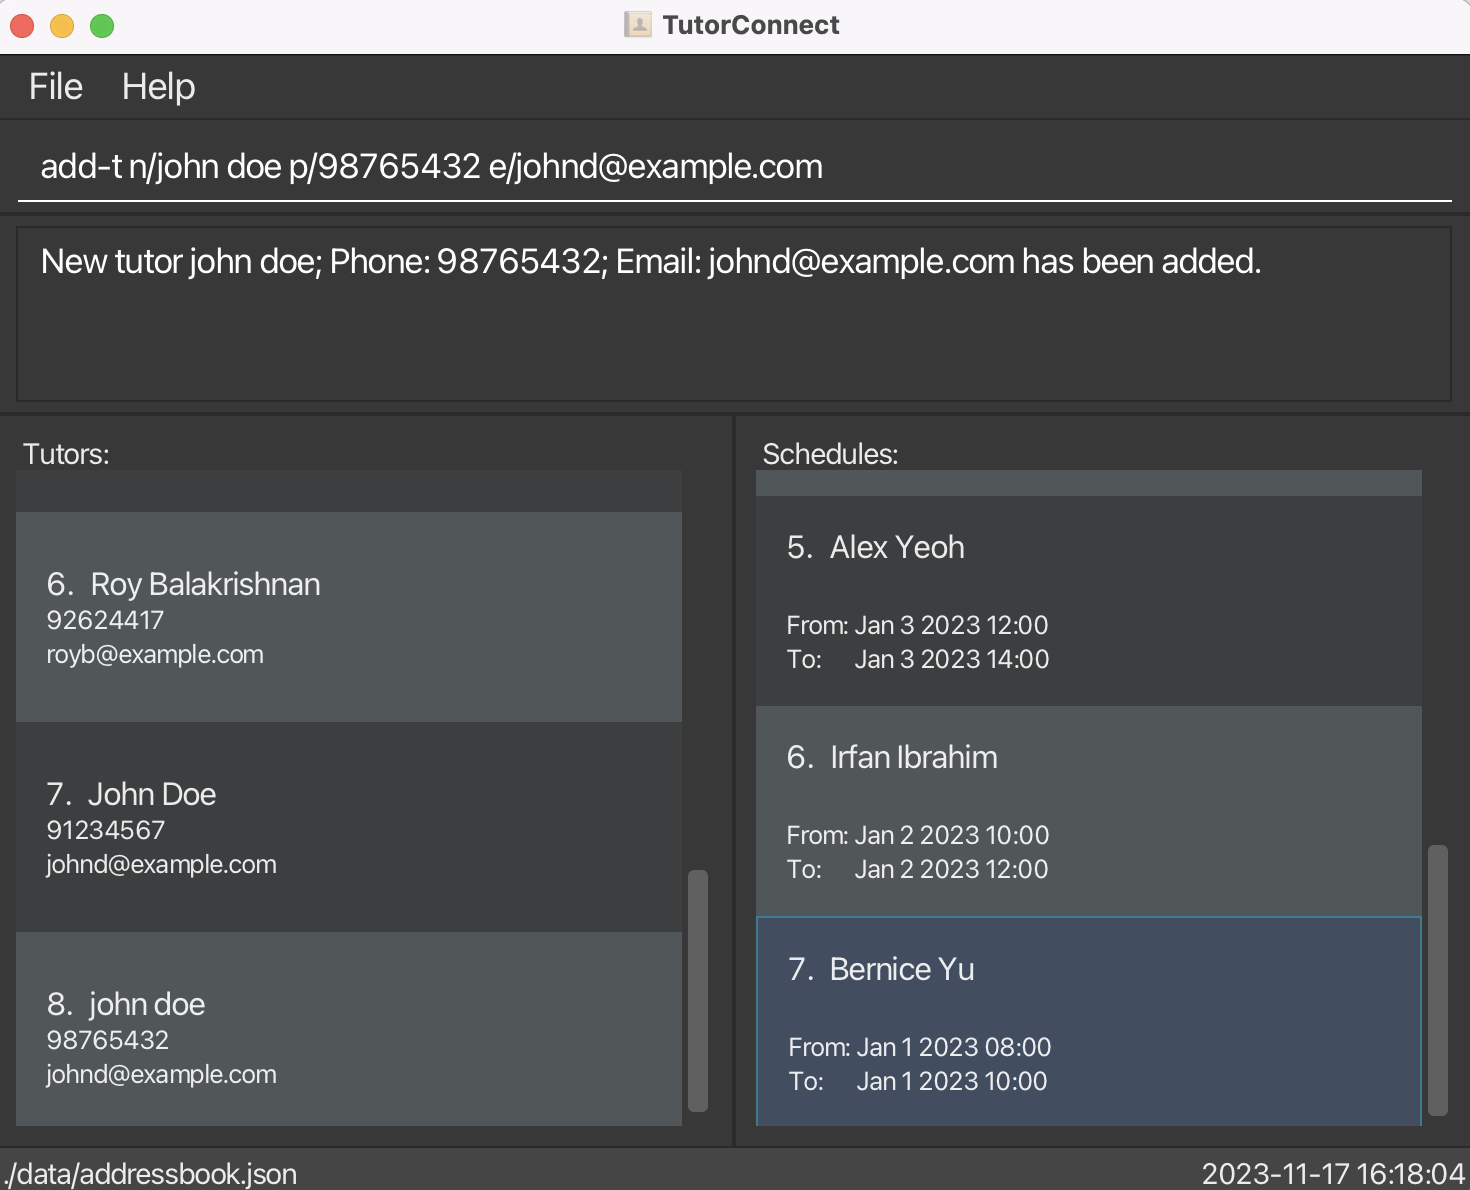 TutorConnect
File Help
add-t n/john doe p/98765432 e/johnd@example.com
New tutor john doe; Phone: 98765432; Email: johnd@example.com has been added.
Tutors:
6. Roy Balakrishnan
92624417
royb@example.com
7. John Doe
91234567
johnd@example.com
8. john doe
98765432
johnd@example.com
Schedules:
5. Alex Yeoh
From: Jan 3 2023 12:00
To: Jan 3 2023 14:00
6. Irfan Ibrahim
From: Jan 2 2023 10:00
To: Jan 2 2023 12:00
7. Bernice Yu
From: Jan 1 2023 08:00
To: Jan 1 2023 10:00
./data/addressbook.json
2023-11-17 16:18:04